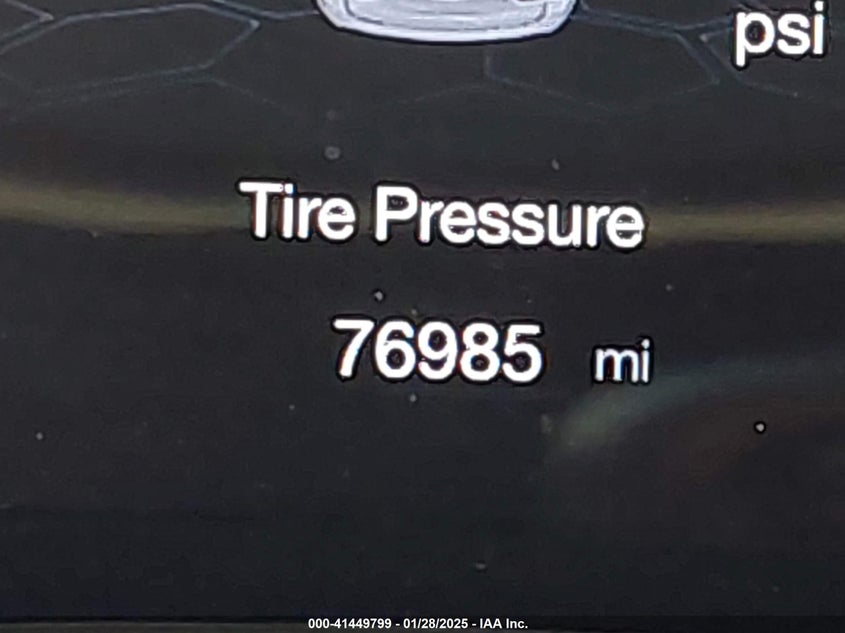 psi
Tire Pressure
76985 mi
000-41449799 - 01/28/2025 - IAA Inc.